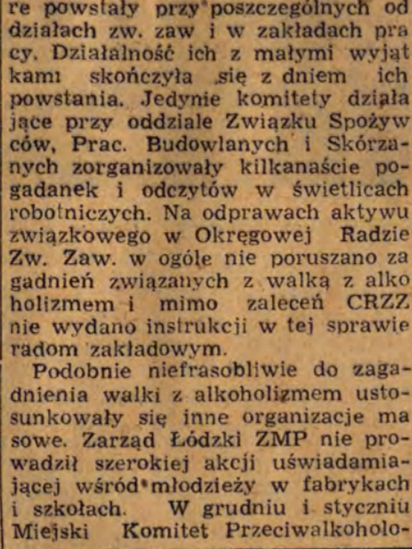 re powstały przy poszczególnych od
działach zw. zaw i w zakładach pra
cy. Działalność ich z małymi wyjąt
kami skończyła się z dniem ich
powstania. Jedynie komitety działa
jące przy oddziale Związku Spożyw
ców, Prac. Budowlanych i Skórza-
nych zorganizowały kilkanaście po-
gadanek i odczytów w świetlicach
robotniczych. Na odprawach aktywu
związkowego w Okręgowej Radzie
Zw. Zaw. w ogóle nie poruszano za
gadnień związanych z walką z alko
holizmem i mimo zaleceń CRZZ
nie wydano instrukcji w tej sprawie
radom zakładowym.
Podobnie niefrasobliwie do zaga-
dnienia walki z alkoholizmem usto-
sunkowały się inne organizacje ma
sowe. Zarząd Łódzki ZMP nie pro-
wadził szerokiej akcji uświadamia-
jącej wśród młodzieży w fabrykach
i szkołach. W grudniu i styczniu
Miejski Komitet Przeciwalkoholo-